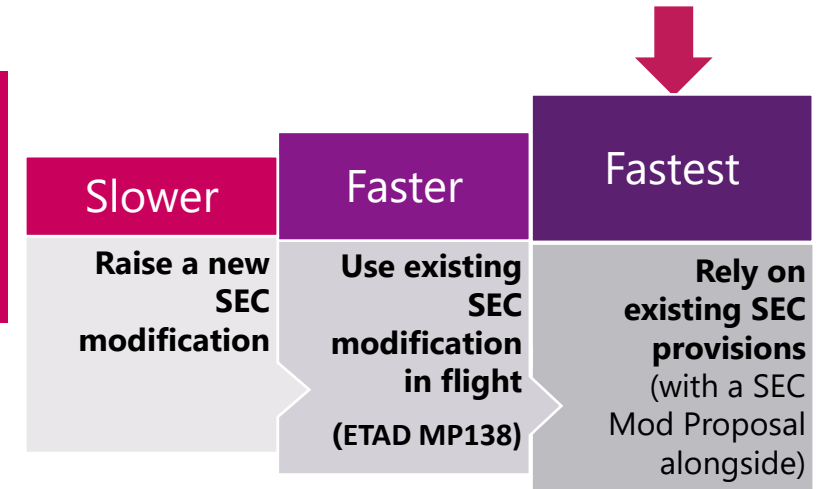 Slower
Raise a new
SEC
modification
Faster
Use existing
SEC
modification
in flight
(ETAD MP138)
Fastest
Rely on
existing SEC
provisions
(with a SEC
Mod Proposal
alongside)